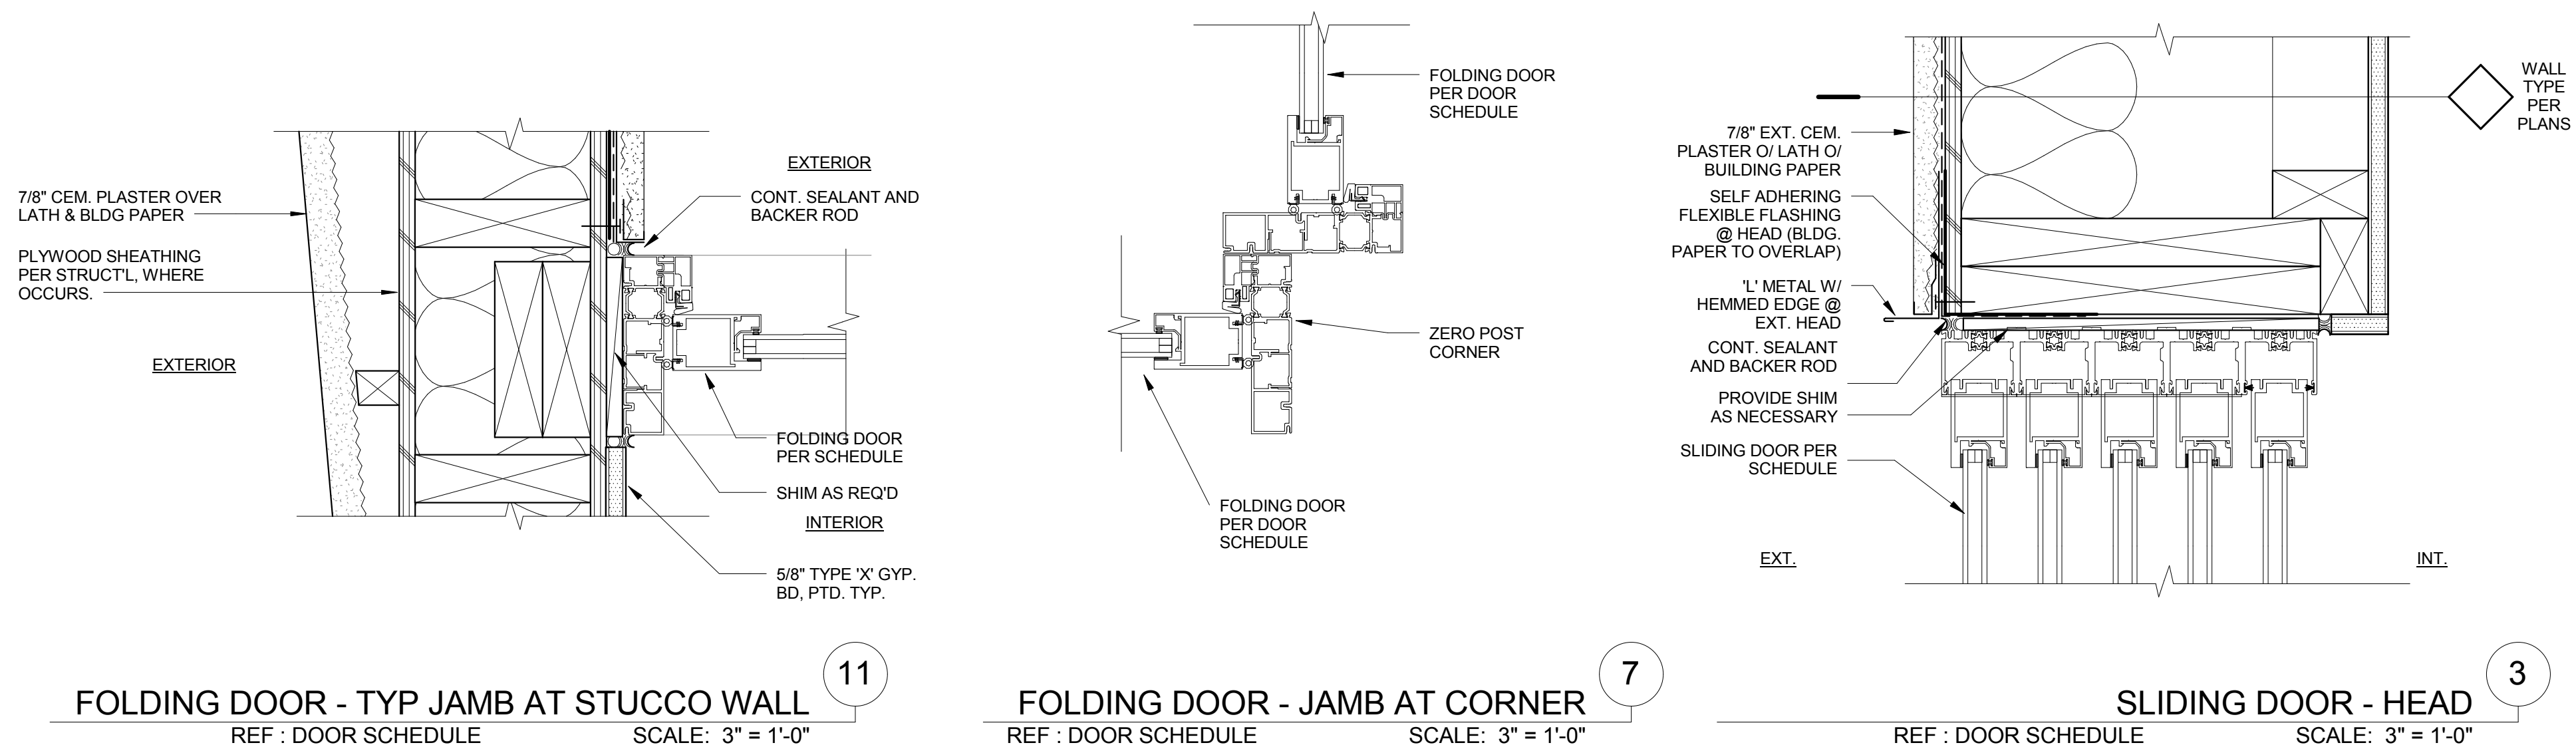 7/8" CEM. PLASTER OVER
LATH & BLDG PAPER
PLYWOOD SHEATHING
PER STRUCT'L, WHERE
OCCURS.
EXTERIOR
EXTERIOR
CONT. SEALANT AND
BACKER ROD
FOLDING DOOR
PER SCHEDULE
SHIM AS REQ'D
INTERIOR
5/8" TYPE 'X' GYP.
BD, PTD. TYP.
11
FOLDING DOOR - TYP JAMB AT STUCCO WALL
REF : DOOR SCHEDULE SCALE: 3" = 1'-0"
FOLDING DOOR
PER DOOR
SCHEDULE
ZERO POST
CORNER
FOLDING DOOR
PER DOOR
SCHEDULE
7
FOLDING DOOR - JAMB AT CORNER
REF : DOOR SCHEDULE SCALE: 3" = 1'-0"
WALL
TYPE
PER
PLANS
7/8" EXT. CEM.
PLASTER O/ LATH O/
BUILDING PAPER
SELF ADHERING
FLEXIBLE FLASHING
@ HEAD (BLDG.
PAPER TO OVERLAP)
'L' METAL W/
HEMMED EDGE @
EXT. HEAD
CONT. SEALANT
AND BACKER ROD
PROVIDE SHIM
AS NECESSARY
SLIDING DOOR PER
SCHEDULE
EXT.
INT.
3
SLIDING DOOR - HEAD
REF : DOOR SCHEDULE SCALE: 3" = 1'-0"